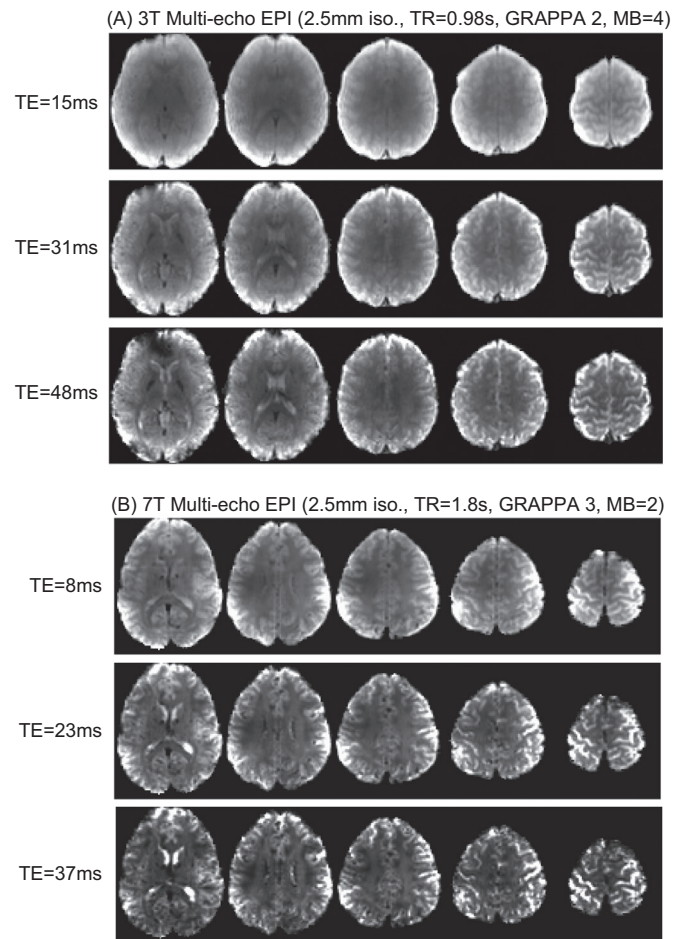 (A) 3T Multi-echo EPI (2.5mm iso., TR=0.98s, GRAPPA 2, MB=4)
TE=15ms
TE=31ms
TE=48ms
(B) 7T Multi-echo EPI (2.5mm iso., TR=1.8s, GRAPPA 3, MB=2)
TE=8ms
TE=23ms
TE=37ms